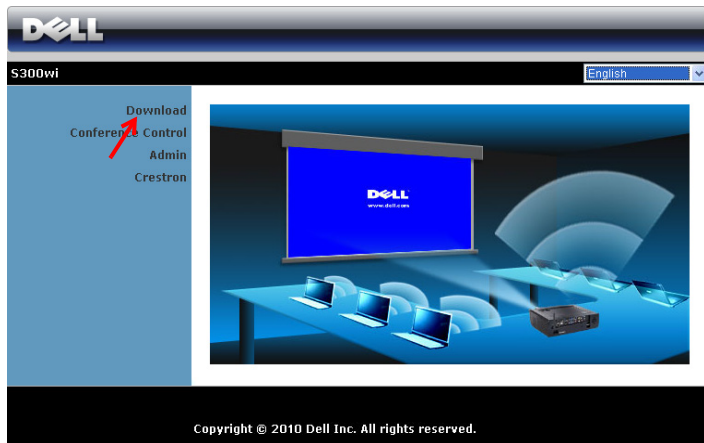 DELL
S300wi
English
Download
Conference Control
Admin
Crestron
DELL
www.dell.com
Copyright © 2010 Dell Inc. All rights reserved.